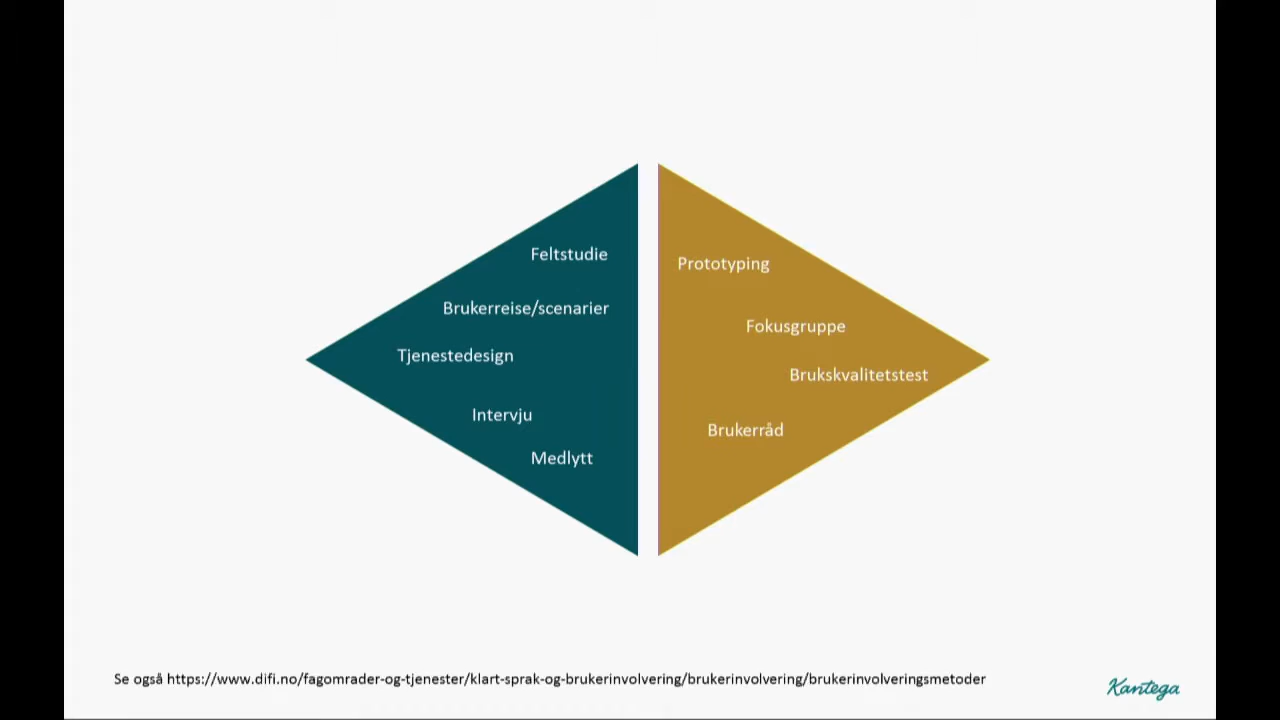 Feltstudie
Brukerreise/scenarier
Tjenestedesign
Intervju
Medlytt
Prototyping
Fokusgruppe
Brukskvalitetstest
Brukerråd
Se også https://www.difi.no/fagomrader-og-tjenester/klart-sprak-og-brukerinvolvering/brukerinvolvering/brukerinvolveringsmetoder
Kantega